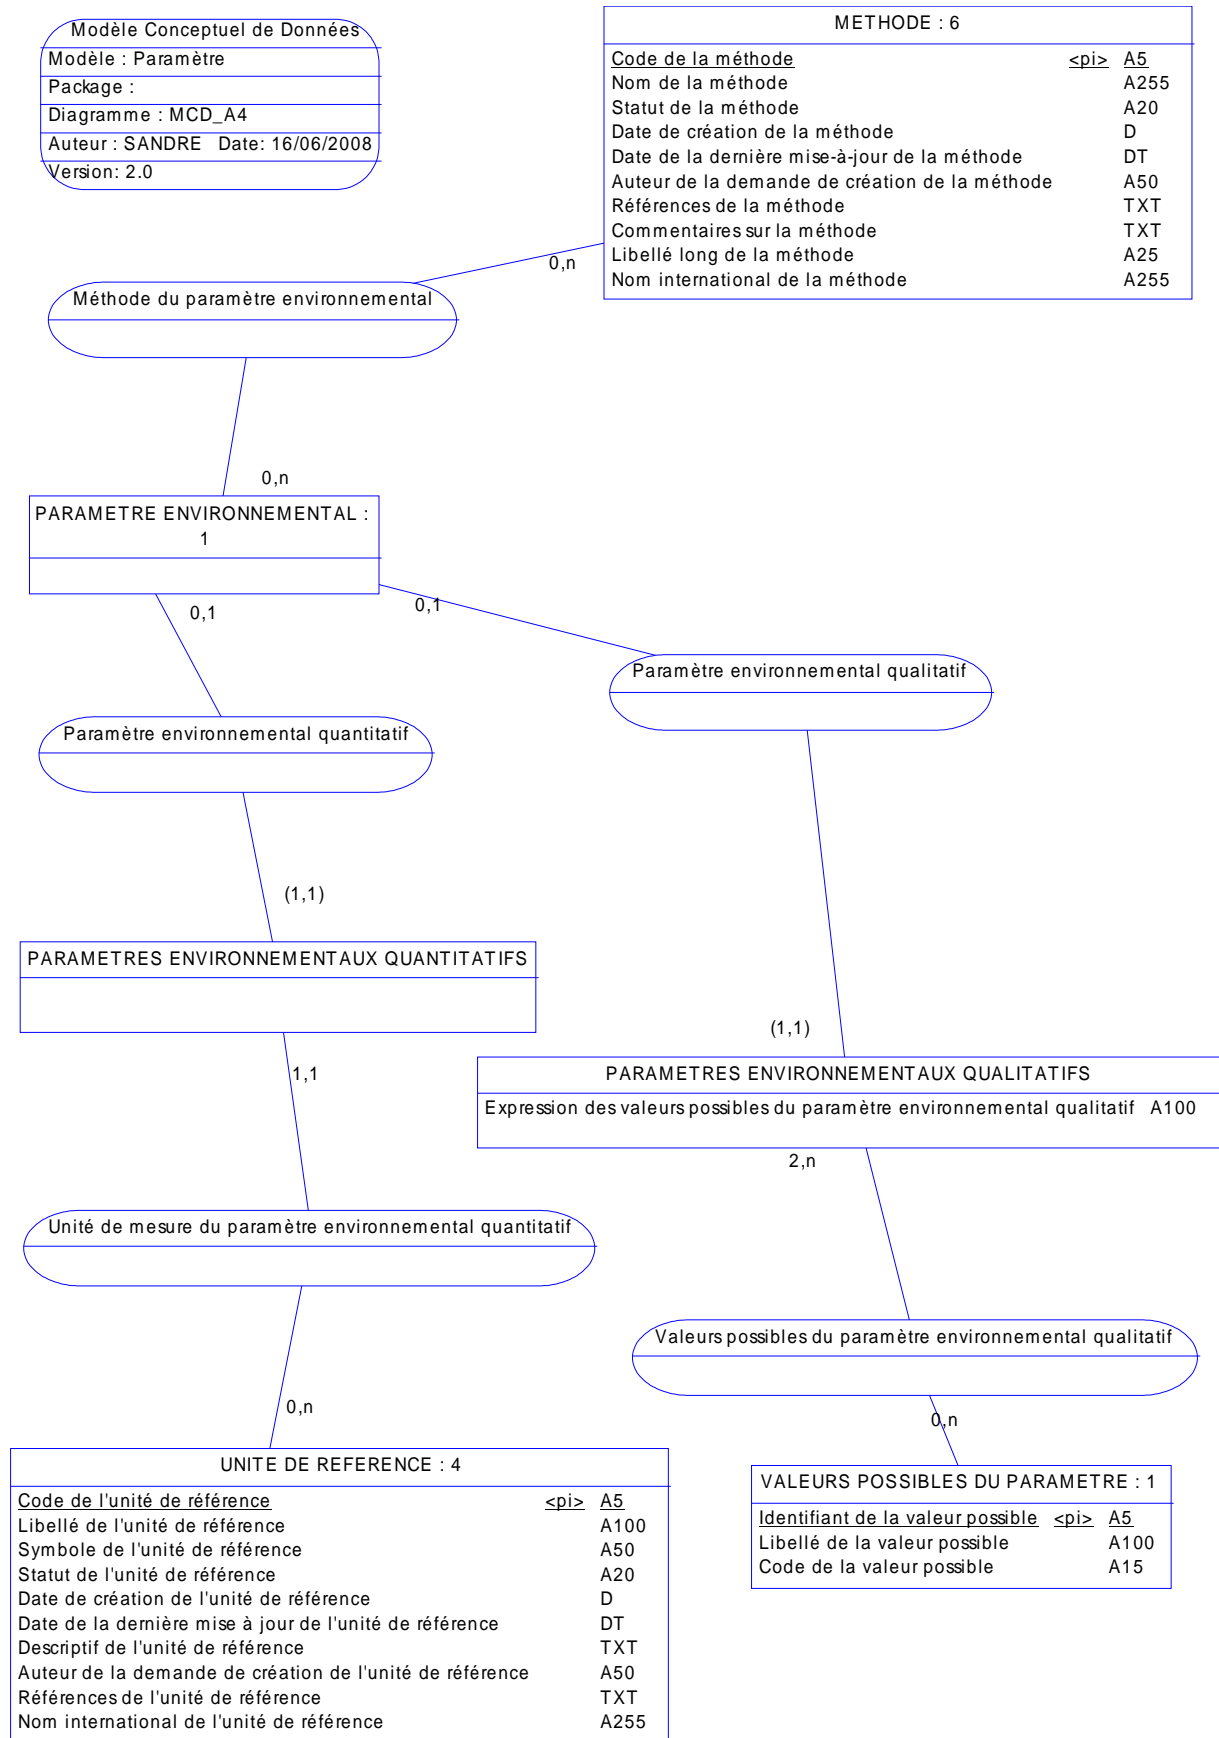 Modèle Conceptuel de Données
Modèle : Paramètre
Package :
Diagramme : MCD_A4
Auteur : SANDRE Date: 16/06/2008
Version: 2.0
METHODE : 6
Code de la méthode <pi> A5
Nom de la méthode A255
Statut de la méthode A20
Date de création de la méthode D
Date de la dernière mise-à-jour de la méthode DT
Auteur de la demande de création de la méthode A50
Références de la méthode TXT
Commentaires sur la méthode TXT
Libellé long de la méthode A25
Nom international de la méthode A255
0,n
Méthode du paramètre environnemental
0,n
PARAMETRE ENVIRONNEMENTAL :
1
0,1
0,1
Paramètre environnemental qualitatif
Paramètre environnemental quantitatif
(1,1)
PARAMETRES ENVIRONNEMENTAUX QUANTITATIFS
(1,1)
1,1
PARAMETRES ENVIRONNEMENTAUX QUALITATIFS
Expression des valeurs possibles du paramètre environnemental qualitatif A100
2,n
Unité de mesure du paramètre environnemental quantitatif
Valeurs possibles du paramètre environnemental qualitatif
0,n
0,n
UNITE DE REFERENCE : 4
Code de l'unité de référence <pi> A5
Libellé de l'unité de référence A100
Symbole de l'unité de référence A50
Statut de l'unité de référence A20
Date de création de l'unité de référence D
Date de la dernière mise à jour de l'unité de référence DT
Descriptif de l'unité de référence TXT
Auteur de la demande de création de l'unité de référence A50
Références de l'unité de référence TXT
Nom international de l'unité de référence A255
VALEURS POSSIBLES DU PARAMETRE : 1
Identifiant de la valeur possible <pi> A5
Libellé de la valeur possible A100
Code de la valeur possible A15